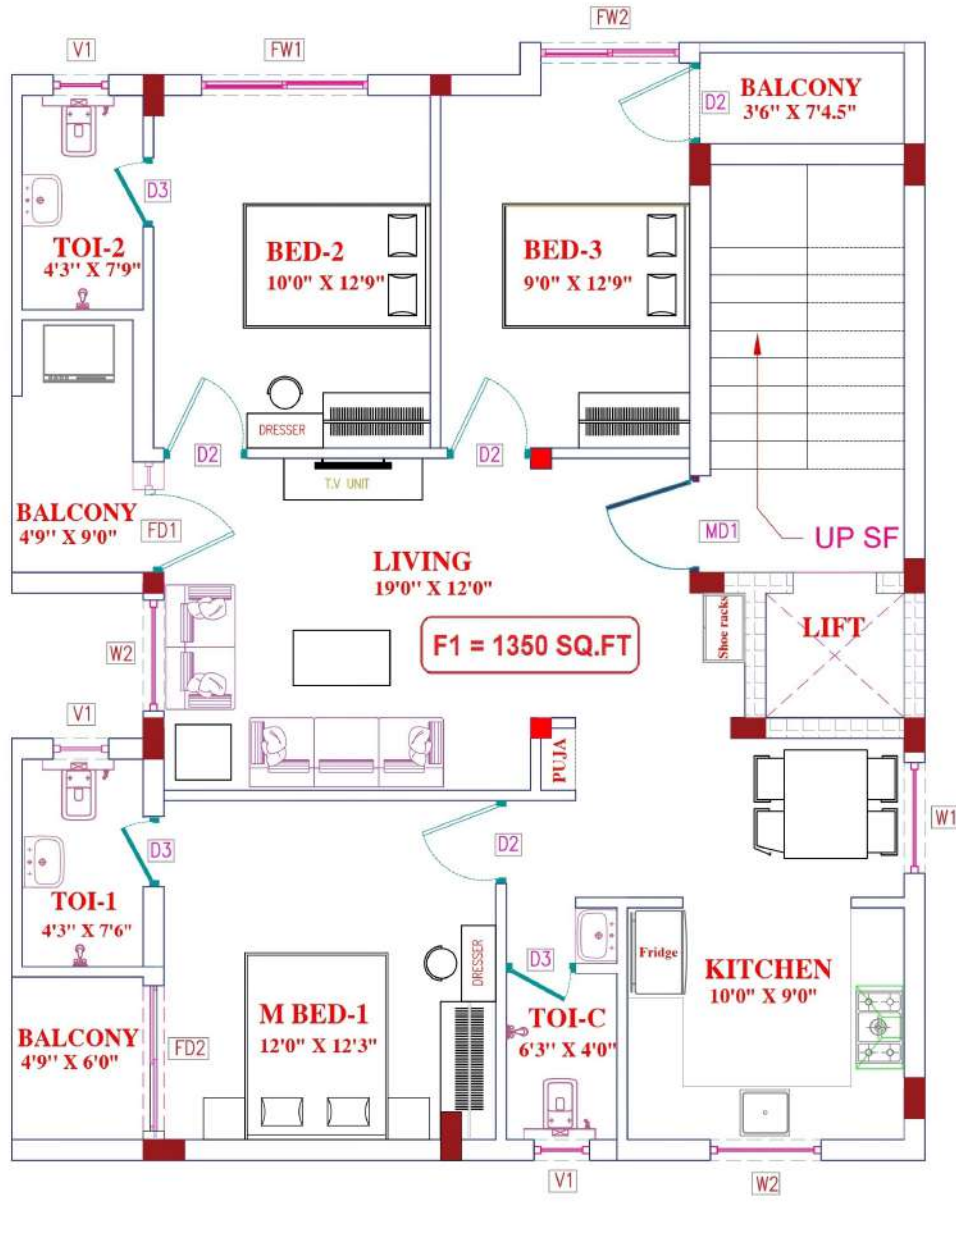 FW2
V1
FW1
BALCONY
3'6" X 7'4.5"
D2
D3
TOI-2
4'3" X 7'9"
BED-2
10'0" X 12'9"
BED-3
9'0" X 12'9"
DRESSER
D2
D2
T.V UNIT
BALCONY
4'9" X 9'0"
FD1
MD1
UP SF
LIVING
19'0" X 12'0"
F1 = 1350 SQ.FT
Shoe racks
LIFT
W2
V1
PUJA
W1
D3
D2
TOI-1
4'3" X 7'6"
DRESSER
D3
Fridge
KITCHEN
10'0" X 9'0"
M BED-1
12'0" X 12'3"
TOI-C
6'3" X 4'0"
BALCONY
4'9" X 6'0"
FD2
V1
W2